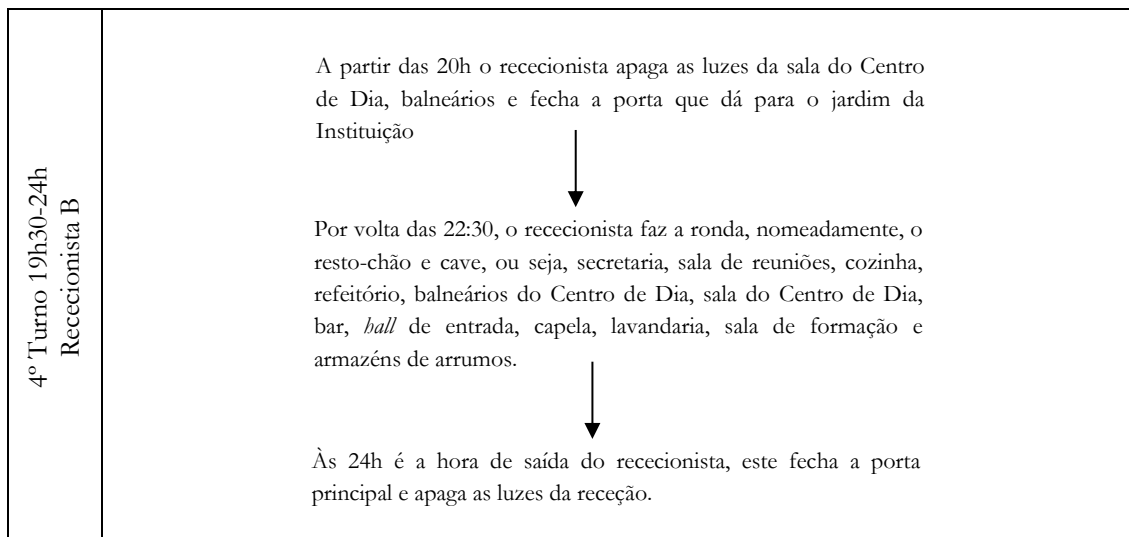 4º Turno 19h30-24h
Rececionista B
A partir das 20h o rececionista apaga as luzes da sala do Centro
de Dia, balneários e fecha a porta que dá para o jardim da
Instituição
Por volta das 22:30, o rececionista faz a ronda, nomeadamente, o
resto-chão e cave, ou seja, secretaria, sala de reuniões, cozinha,
refeitório, balneários do Centro de Dia, sala do Centro de Dia,
bar, hall de entrada, capela, lavandaria, sala de formação e
armazéns de arrumos.
Às 24h é a hora de saída do rececionista, este fecha a porta
principal e apaga as luzes da receção.